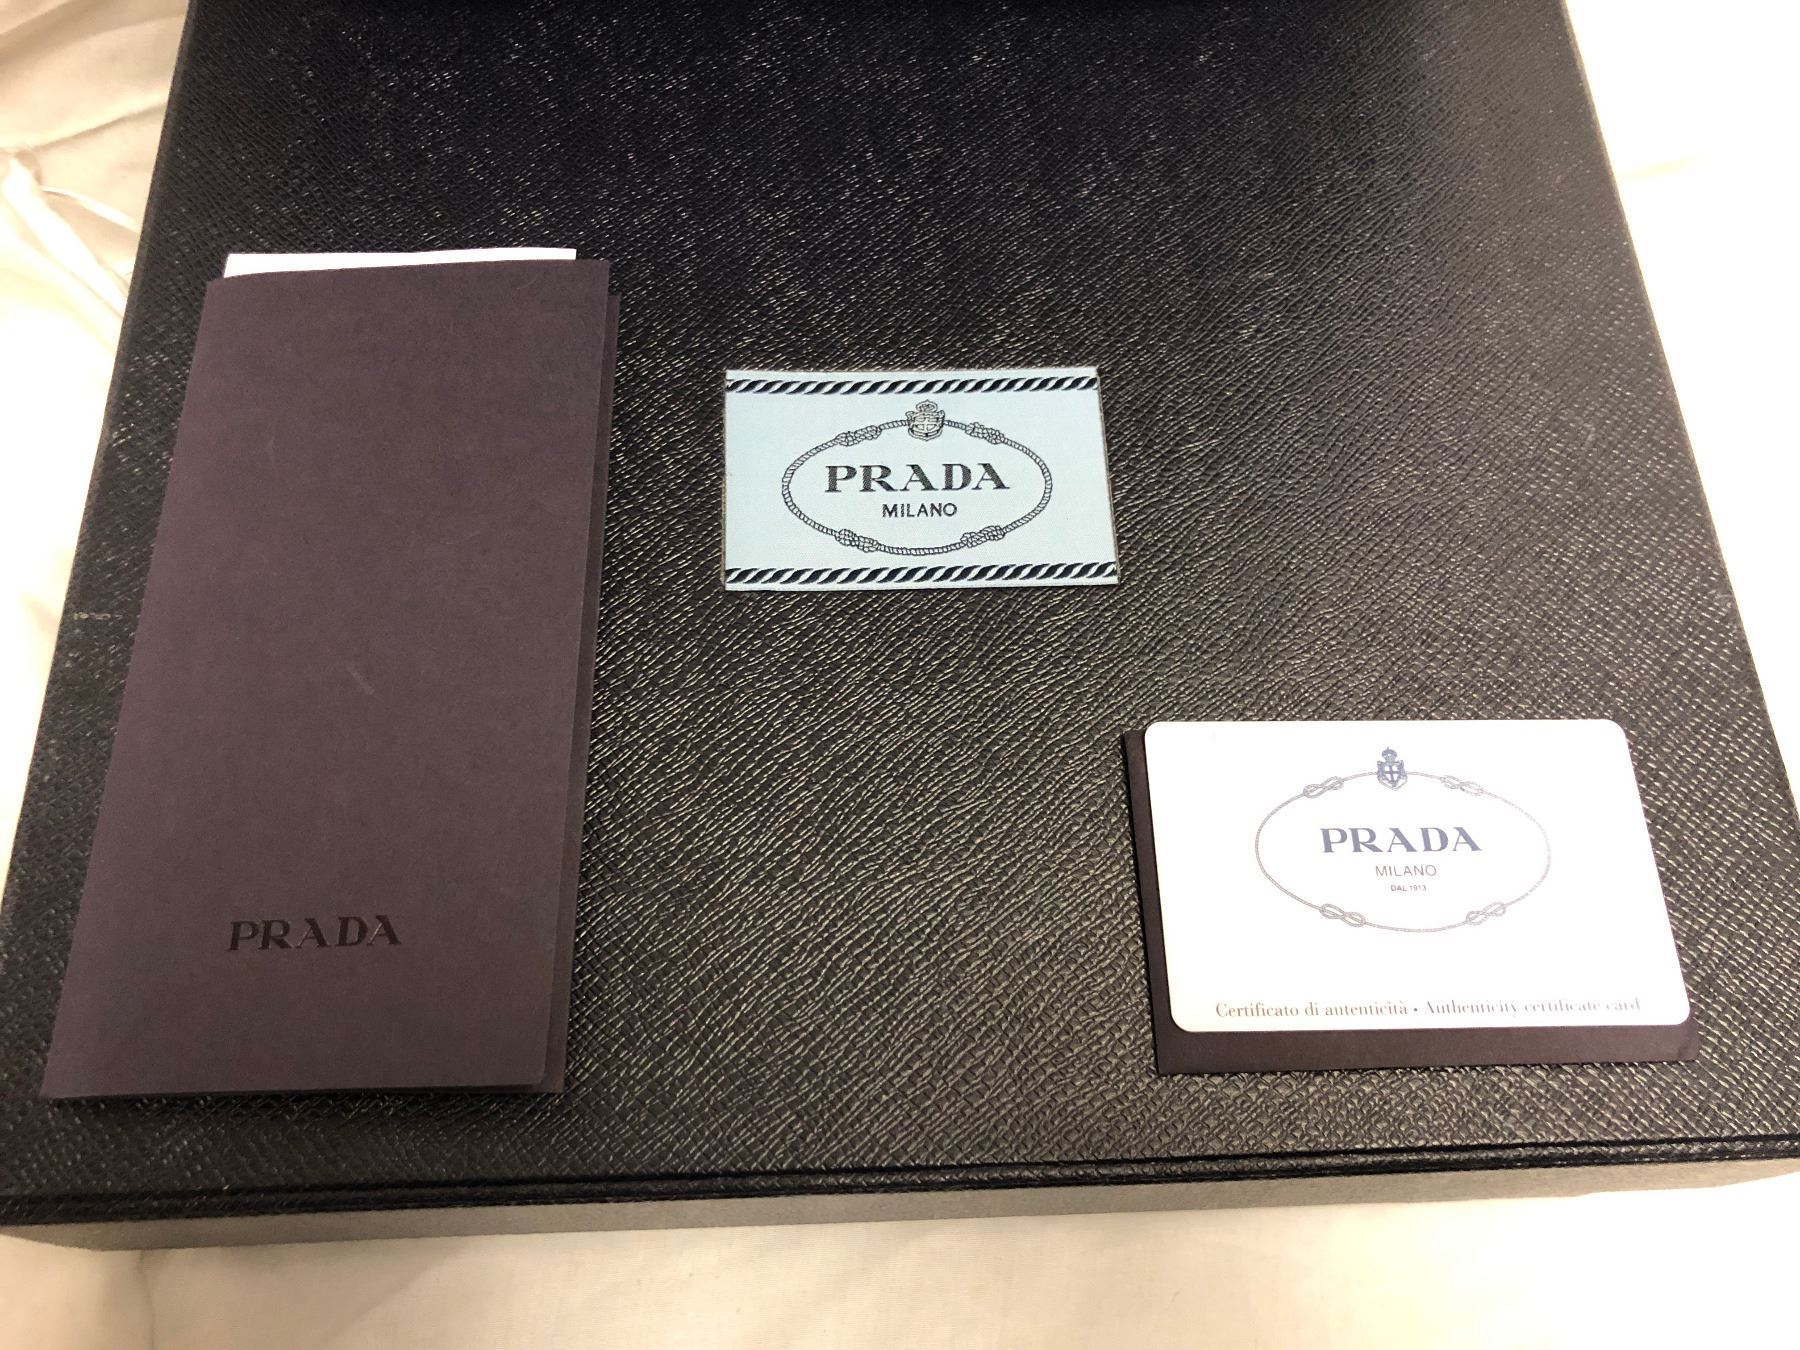 PRADA
MILANO
PRADA
PRADA
MILANO
DAL 1913
Certificato di autenticità • Authenticity certificate card